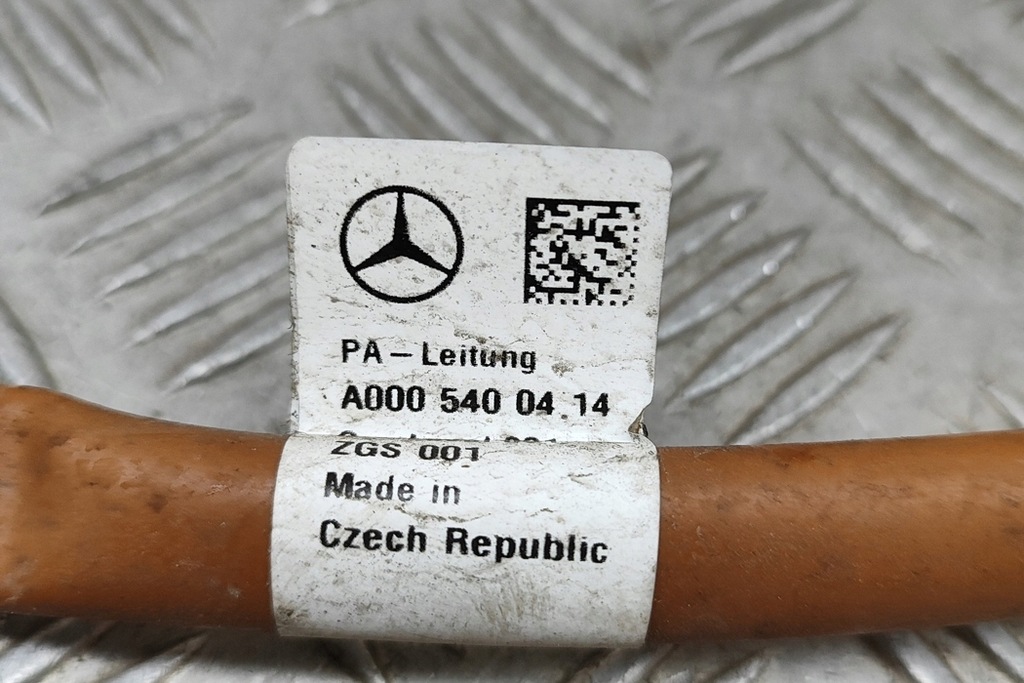 PA - Leitung
A000 540 04 14
ZGS 001
Made in
Czech Republic